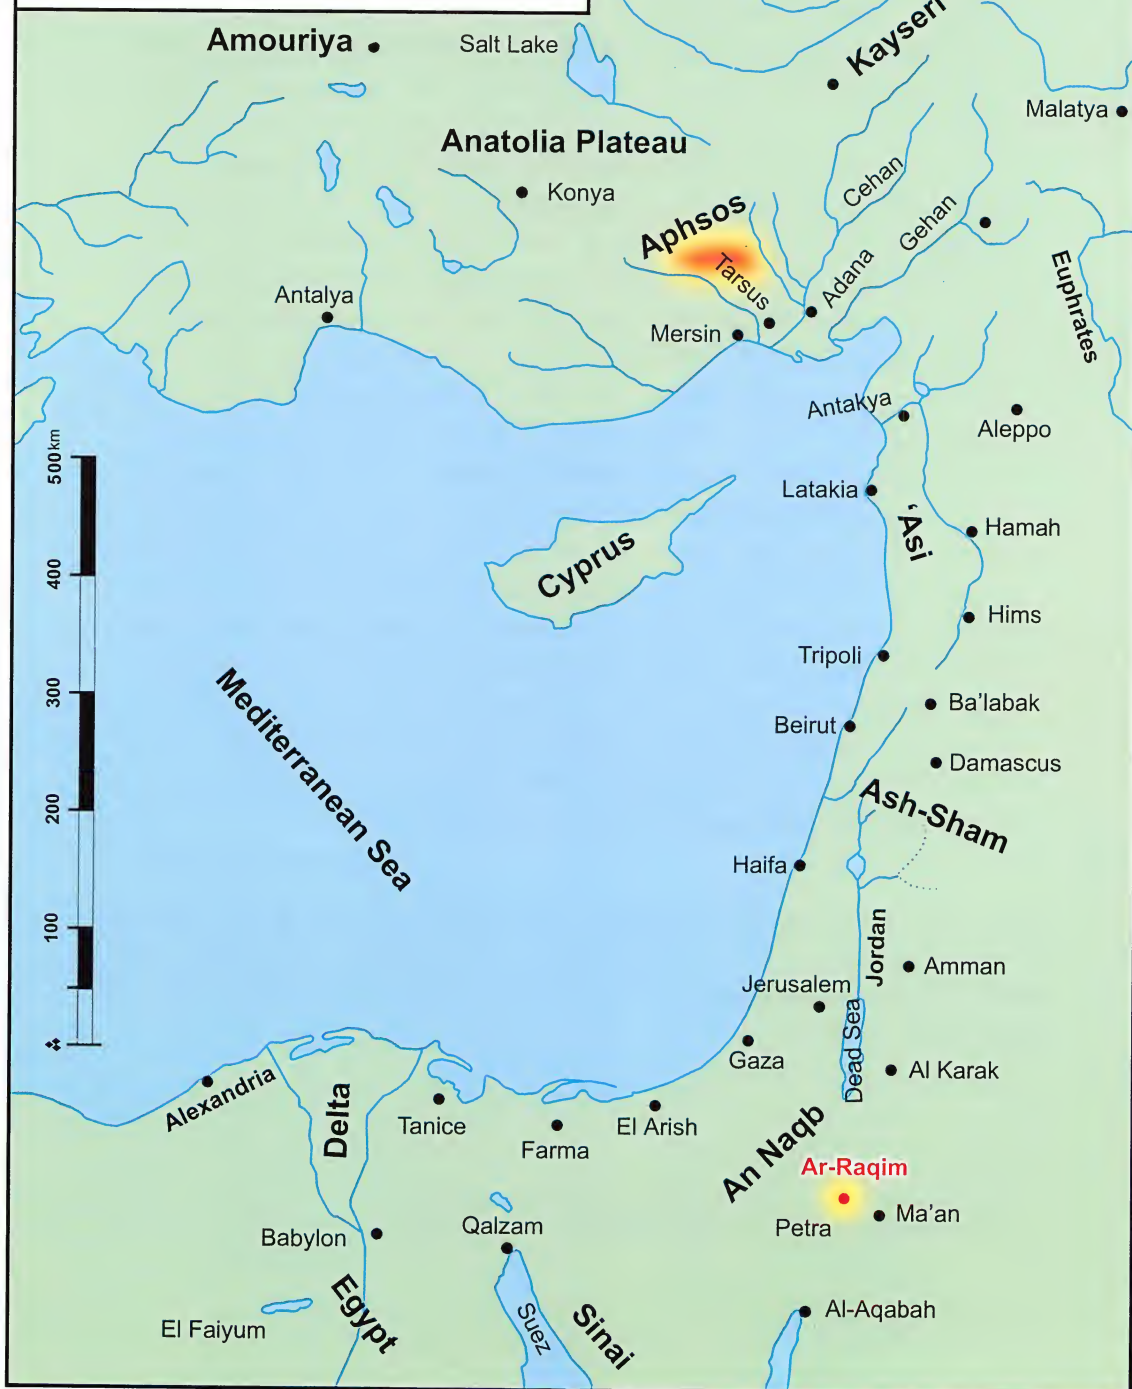 Amouriya
Salt Lake
Kayseri
Malatya
Anatolia Plateau
Konya
Cehan
Aphsos
Gehan
Tarsus
Adana
Euphrates
Antalya
Mersin
Antakya
Aleppo
500km
Latakia
‘Asi
Hamah
Cyprus
400
Hims
Tripoli
300
Mediterranean Sea
Ba’labak
Beirut
Damascus
200
Ash-Sham
Haifa
100
Jordan
Amman
Jerusalem
Dead Sea
Gaza
Al Karak
Alexandria
Delta
Tanice
El Arish
Farma
An Naqb
Ar-Raqim
Petra
Ma’an
Qalzam
Babylon
Egypt
Suez
Sinai
Al-Aqabah
El Faiyum